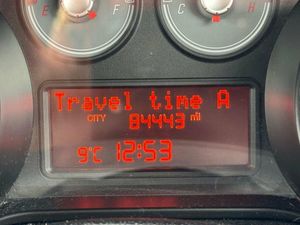 E F C H
Travel time A
CITY 84443 mi
9°C 12:53